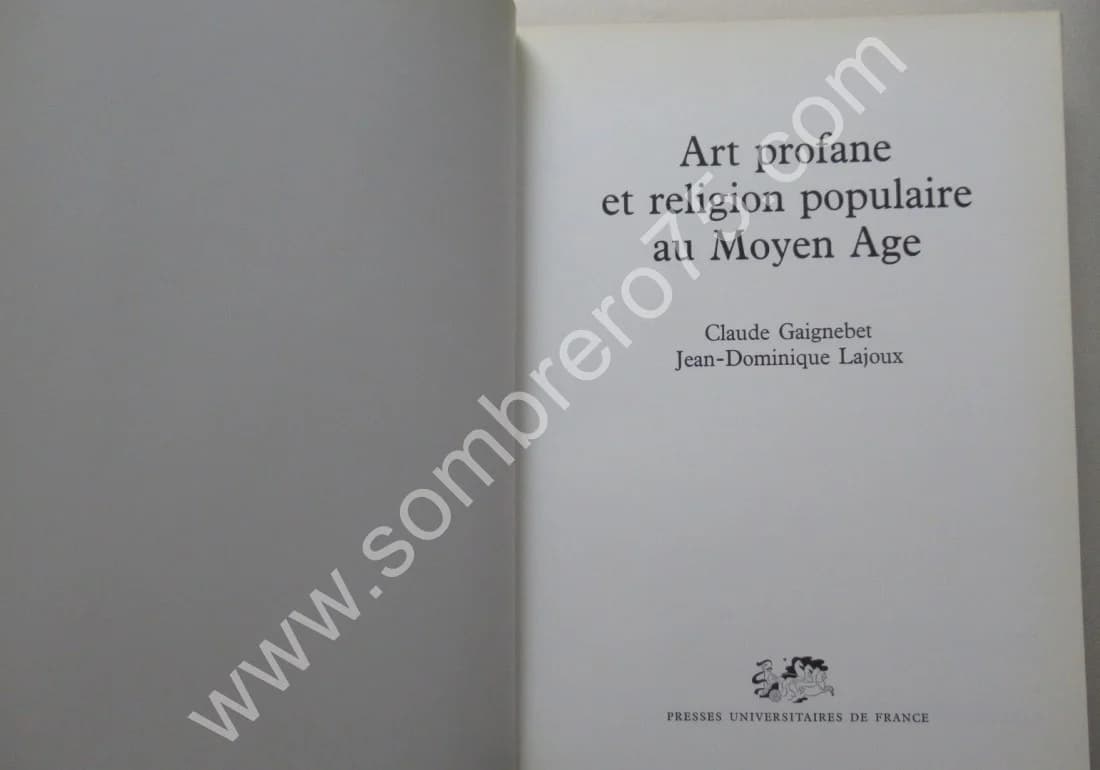 Art profane
et religion populaire
au Moyen Age
Claude Gaignebet
Jean-Dominique Lajoux
PRESSES UNIVERSITAIRES DE FRANCE
www.sombrero75.com